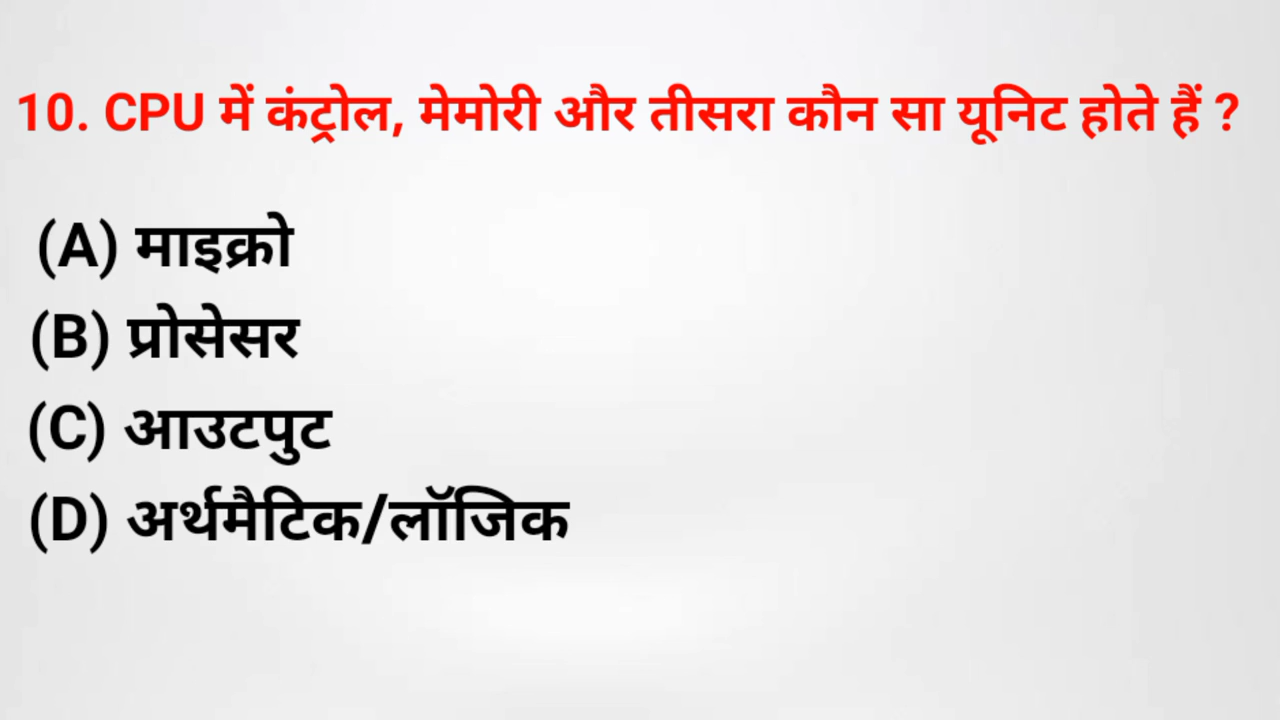 10. CPU में कंट्रोल, मेमोरी और तीसरा कौन सा यूनिट होते हैं ?
(A) माइक्रो
(B) प्रोसेसर
(C) आउटपुट
(D) अर्थमैटिक/लॉजिक